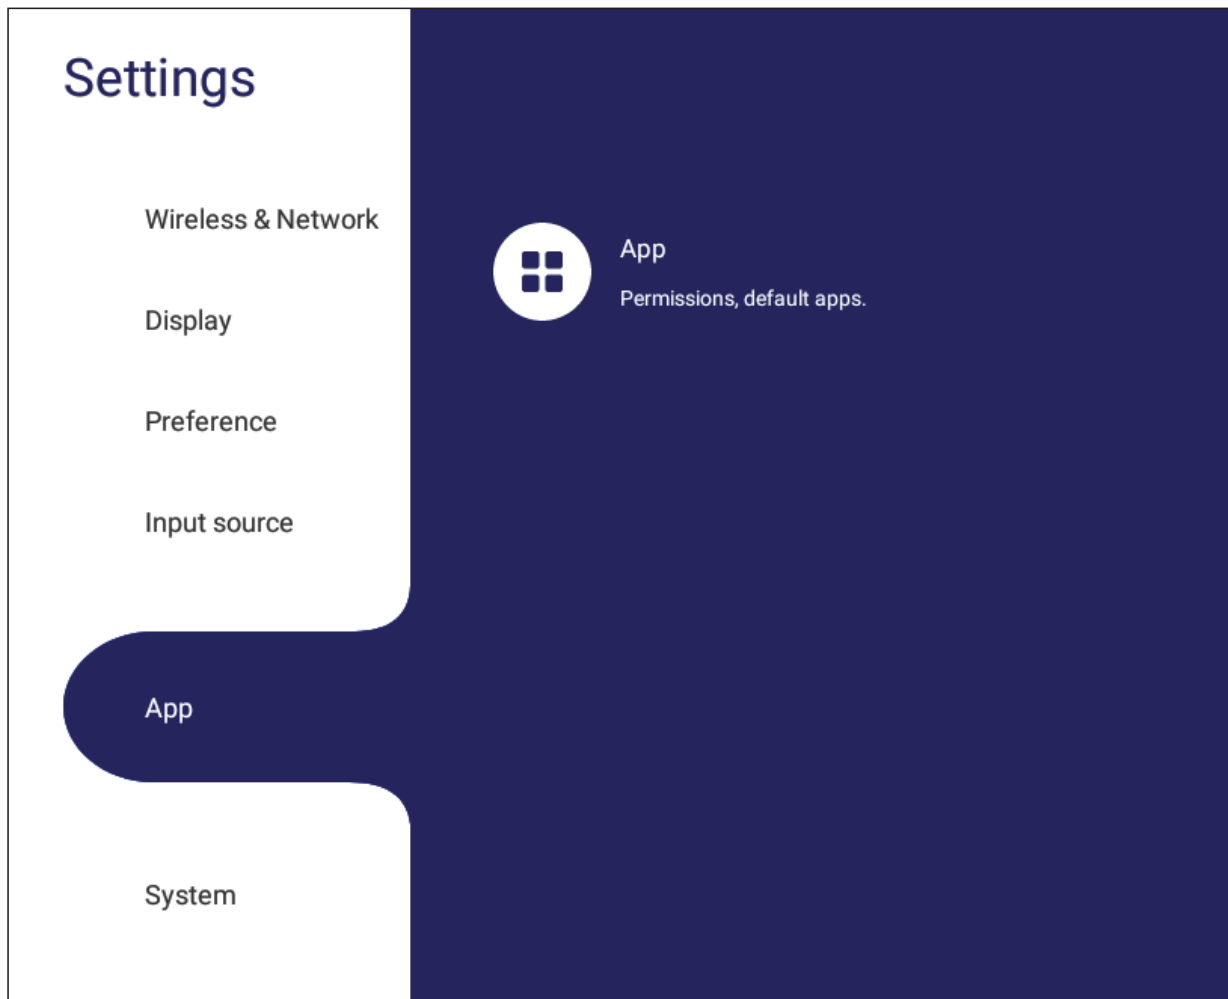 Settings
Wireless & Network
Display
Preference
Input source
App
System
App
Permissions, default apps.